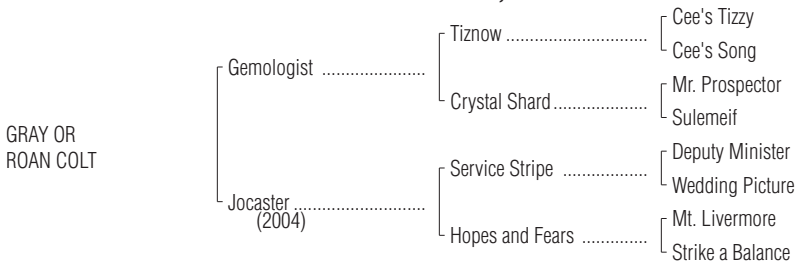 Cee's Tizzy
Tiznow ..............................
Cee's Song
Gemologist ......................
Mr. Prospector
Crystal Shard....................
Sulemeif
GRAY OR
ROAN COLT
Deputy Minister
Service Stripe ..................
Wedding Picture
Jocaster ............................
(2004)
Mt. Livermore
Hopes and Fears ..............
Strike a Balance